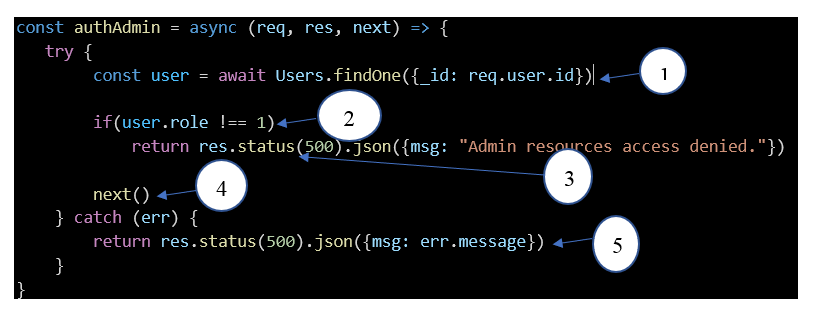 const authAdmin = async (req, res, next) => {
try {
const user = await Users.findOne({_id: req.user.id})
1
if(user.role !== 1)
2
return res.status(500).json({msg: "Admin resources access denied."})
3
next()
4
} catch (err) {
return res.status(500).json({msg: err.message})
5
}
}